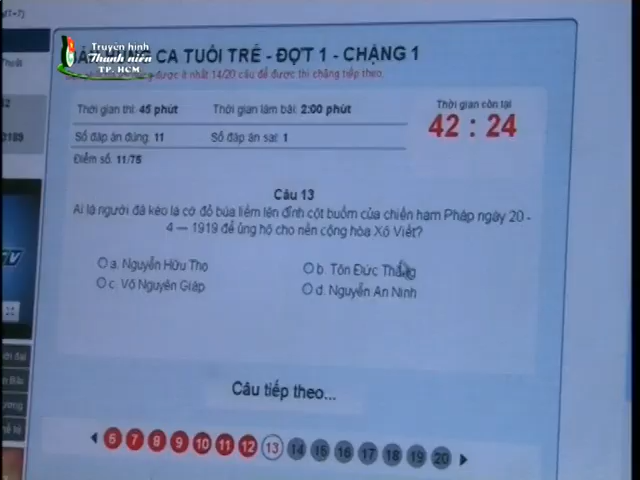 Truyền hình
Thanh niên
TP. HCM
CA TUỔI TRẺ - ĐỢT 1 - CHẶNG 1
được ít nhất 14/20 câu để được thi chặng tiếp theo.
Thời gian thi: 45 phút
Thời gian làm bài: 2:00 phút
Thời gian còn lại
42 : 24
Số đáp án đúng: 11
Số đáp án sai: 1
Điểm số: 11/75
Câu 13
Ai là người đã kéo lá cờ đỏ búa liềm lên đỉnh cột buồm của chiến hạm Pháp ngày 20 -
4 — 1919 để ủng hộ cho nền cộng hòa Xô Viết?
a. Nguyễn Hữu Thọ
b. Tôn Đức Thắng
c. Võ Nguyên Giáp
d. Nguyễn An Ninh
Câu tiếp theo...
6 7 8 9 10 11 12 13 14 15 16 17 18 19 20